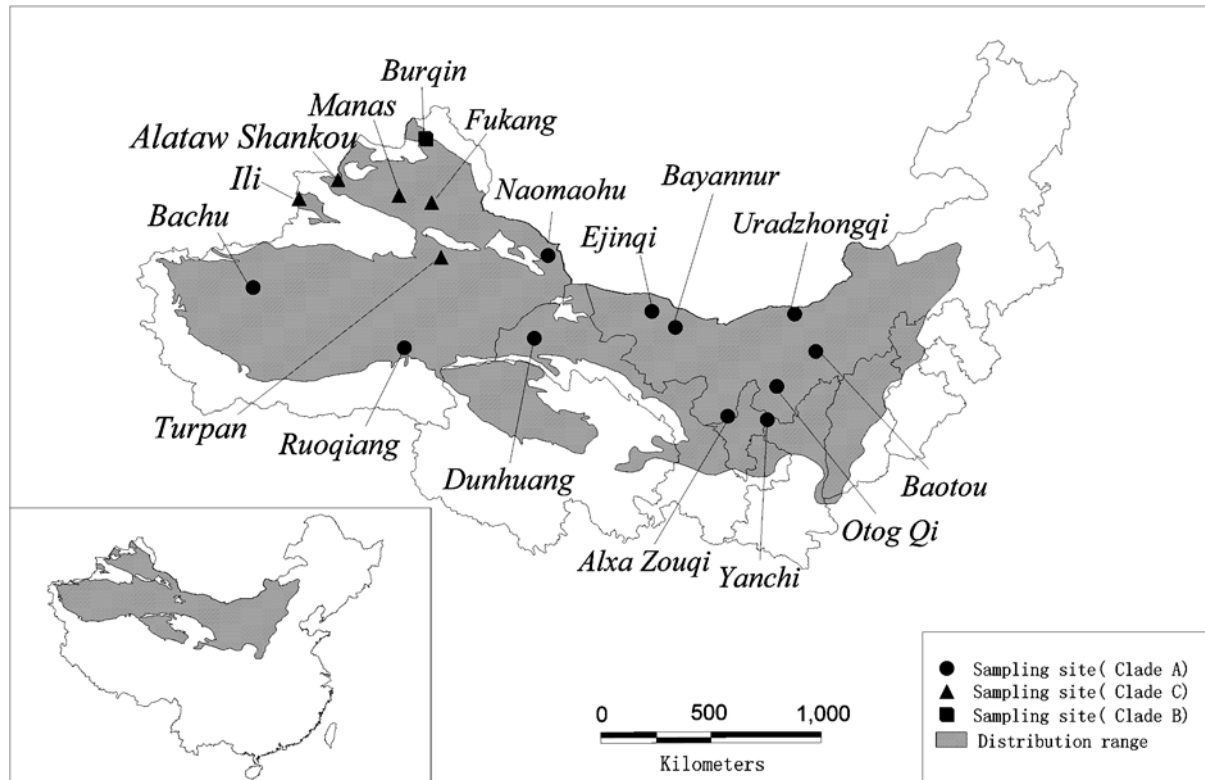 Burqin
Manas
Fukang
Alataw Shankou
Ili
Naomaohu
Bayannur
Bachu
Ejinqi
Uradzhongqi
Turpan
Ruoqiang
Dunhuang
Baotou
Otog Qi
Alxa Zouqi
Yanchi
Sampling site( Clade A)
Sampling site( Clade C)
Sampling site( Clade B)
Distribution range
0 500 1,000
Kilometers